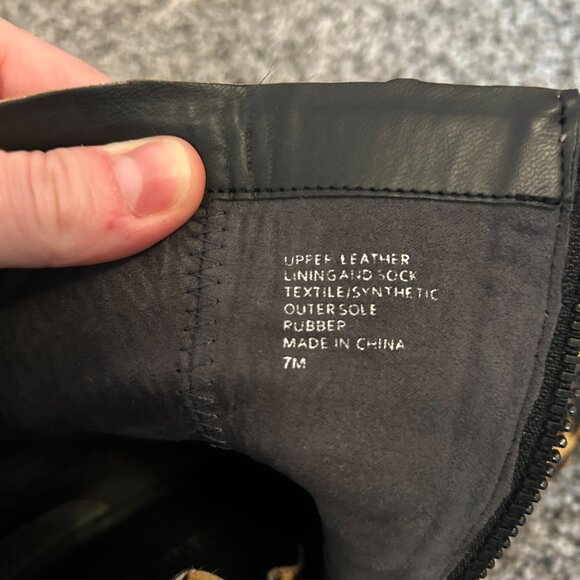 UPPER LEATHER
LINING AND SOCK
TEXTILE/SYNTHETIC
OUTER SOLE
RUBBER
MADE IN CHINA
7M